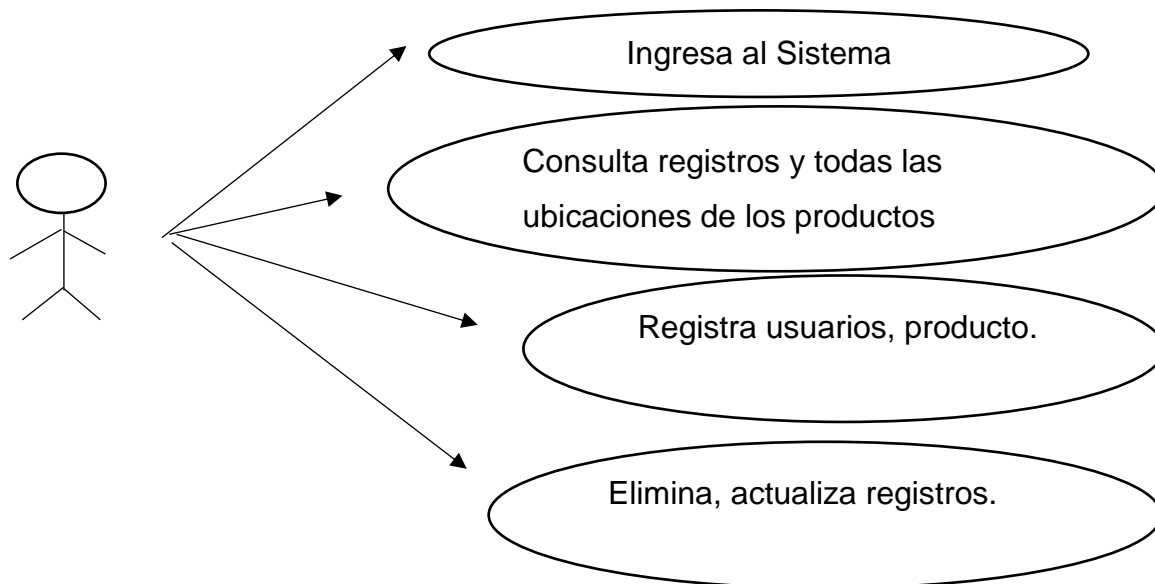 Ingresa al Sistema
Consulta registros y todas las
ubicaciones de los productos
Registra usuarios, producto.
Elimina, actualiza registros.